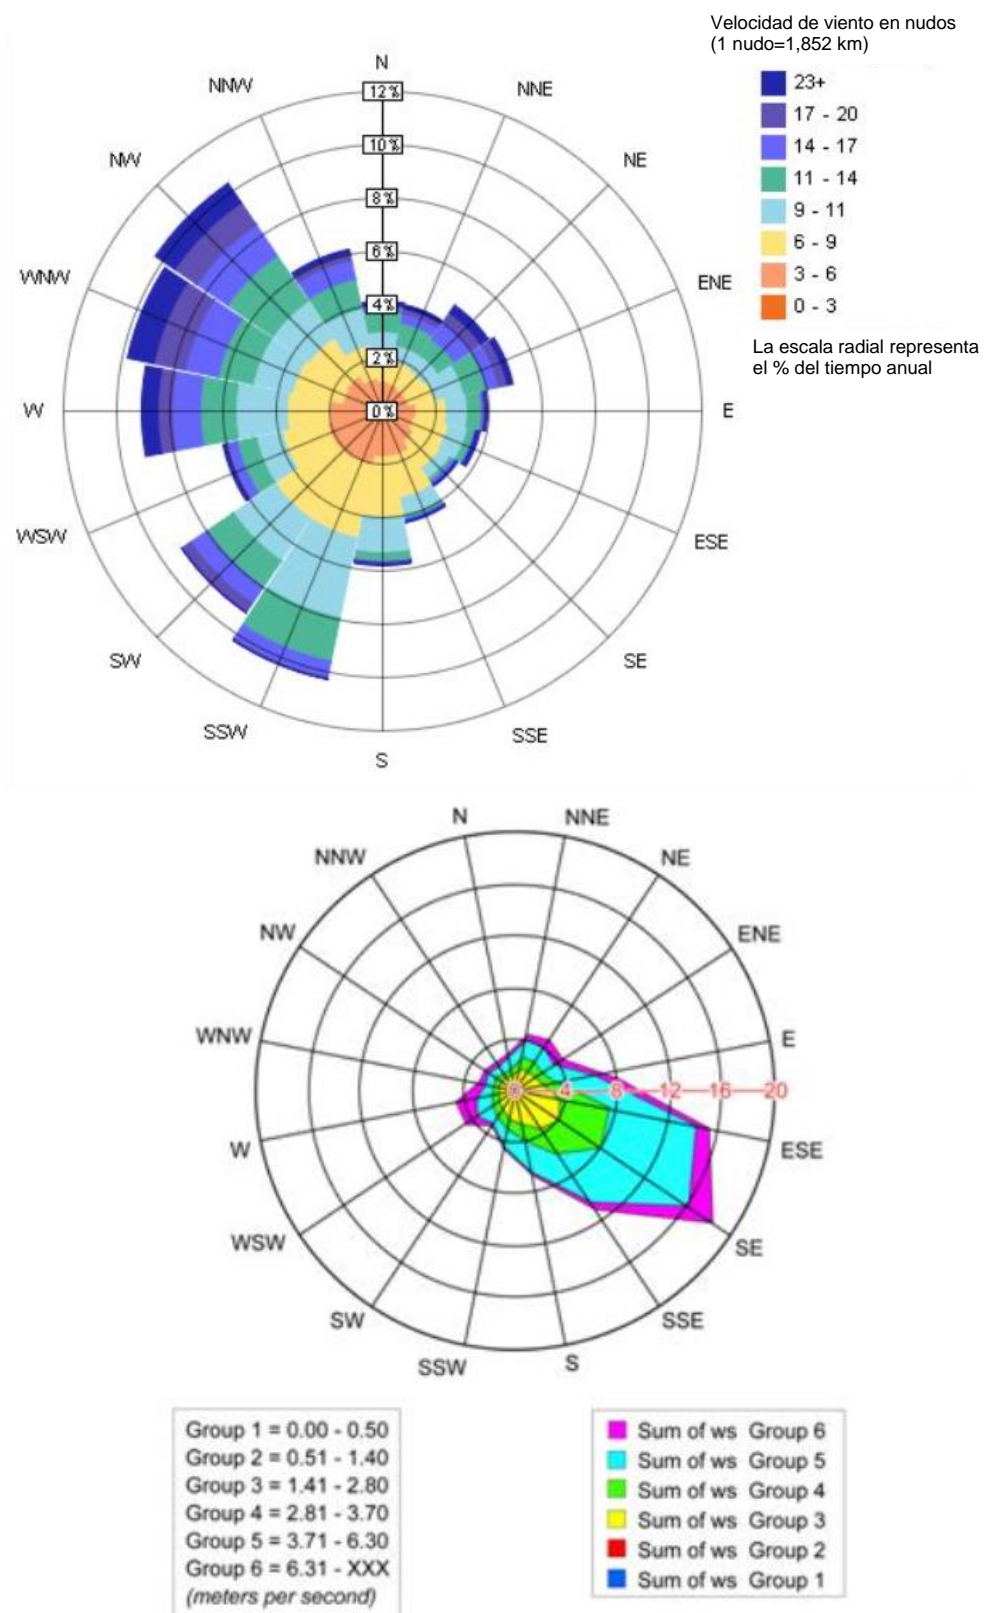 Velocidad de viento en nudos
(1 nudo=1,852 km)
N
NNE
NE
ENE
E
ESE
SE
SSE
S
SSW
SW
WSW
W
WNW
NW
NNW
12%
10%
8%
6%
4%
2%
0%
23+
17 - 20
14 - 17
11 - 14
9 - 11
6 - 9
3 - 6
0 - 3
La escala radial representa
el % del tiempo anual
N
NNE
NE
ENE
E
ESE
SE
SSE
S
SSW
SW
WSW
W
WNW
NW
NNW
0 4 8 12 16 20
Group 1 = 0.00 - 0.50
Group 2 = 0.51 - 1.40
Group 3 = 1.41 - 2.80
Group 4 = 2.81 - 3.70
Group 5 = 3.71 - 6.30
Group 6 = 6.31 - XXX
(meters per second)
Sum of ws Group 6
Sum of ws Group 5
Sum of ws Group 4
Sum of ws Group 3
Sum of ws Group 2
Sum of ws Group 1